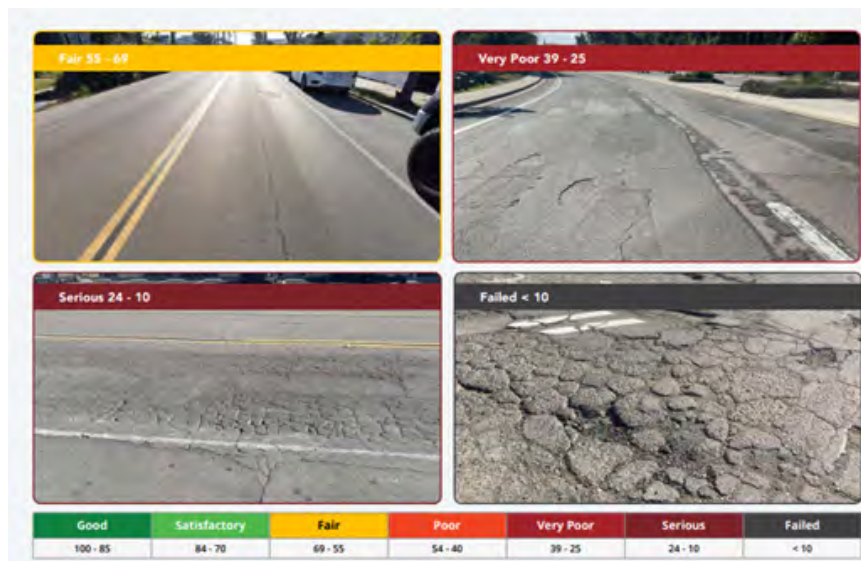 Fair 55 - 69
Very Poor 39 - 25
Serious 24 - 10
Failed < 10
Good Satisfactory Fair Poor Very Poor Serious Failed
100 - 85 84 - 70 69 - 55 54 - 40 39 - 25 24 - 10 < 10